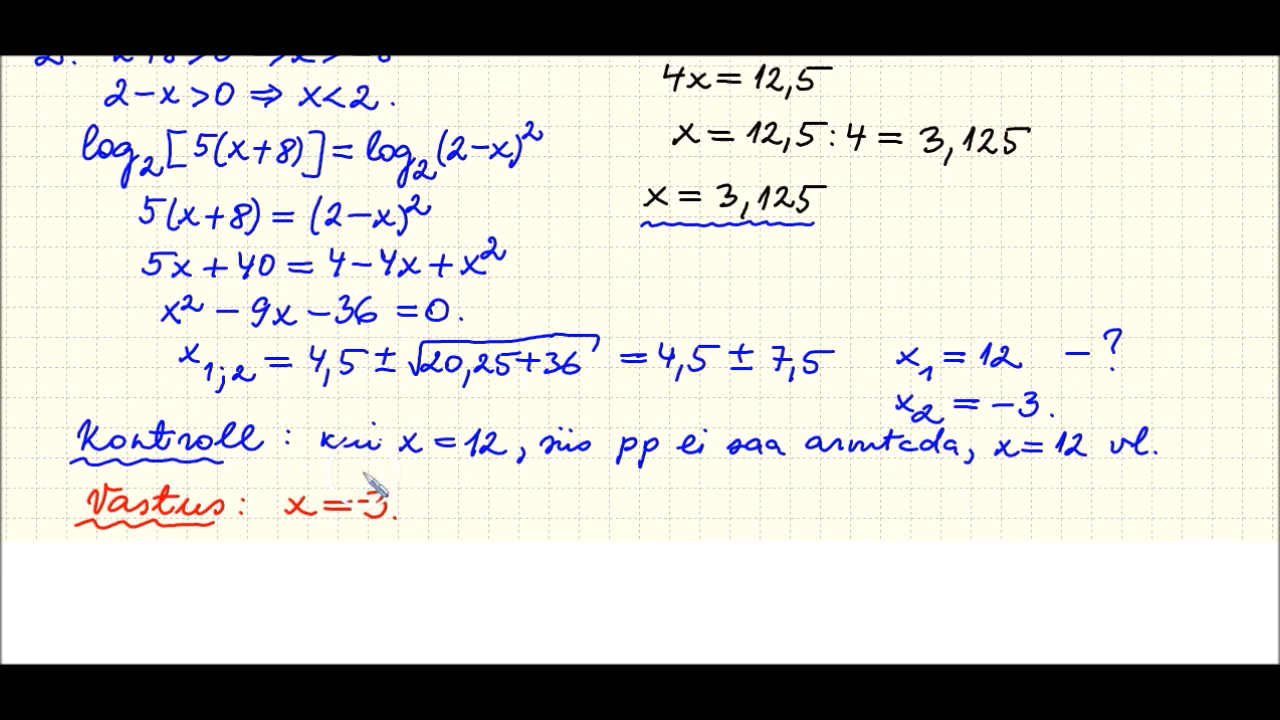 2-x>0 ⇒ x<2.
log₂[5(x+8)]=log₂(2-x)²
5(x+8)=(2-x)²
5x+40=4-4x+x²
x²-9x-36=0.
x₁;₂=4,5±√20,25+36 =4,5±7,5 x₁=12 -?
x₂=-3.
Kontroll: kui x=12, siis pp ei saa arvutada, x=12 vl.
Vastus: x=-3.
4x=12,5
x=12,5:4=3,125
x=3,125